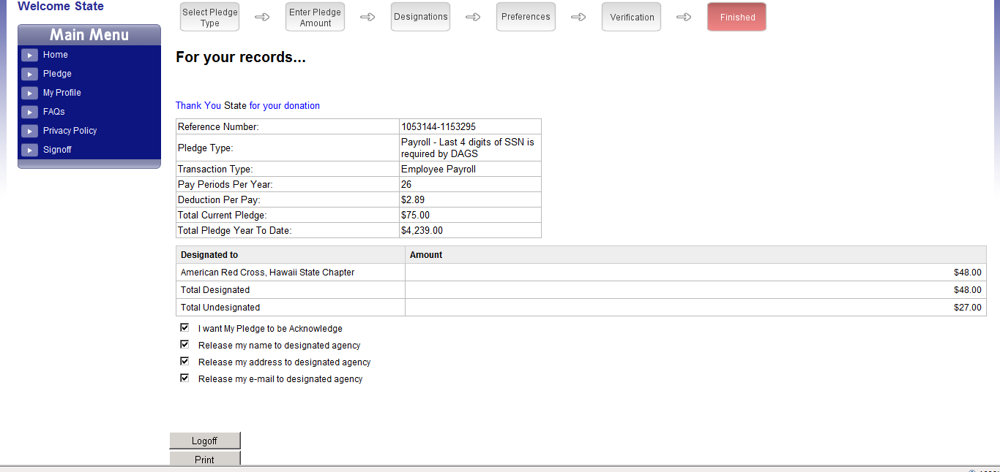 Welcome State
Select Pledge Type
Enter Pledge Amount
Designations
Preferences
Verification
Finished
Main Menu
Home
Pledge
My Profile
FAQs
Privacy Policy
Signoff
For your records...
Thank You State for your donation
Reference Number: 1053144-1153295
Pledge Type: Payroll - Last 4 digits of SSN is
required by DAGS
Transaction Type: Employee Payroll
Pay Periods Per Year: 26
Deduction Per Pay: $2.89
Total Current Pledge: $75.00
Total Pledge Year To Date: $4,239.00
Designated to Amount
American Red Cross, Hawaii State Chapter $48.00
Total Designated $48.00
Total Undesignated $27.00
I want My Pledge to be Acknowledge
Release my name to designated agency
Release my address to designated agency
Release my e-mail to designated agency
Logoff
Print